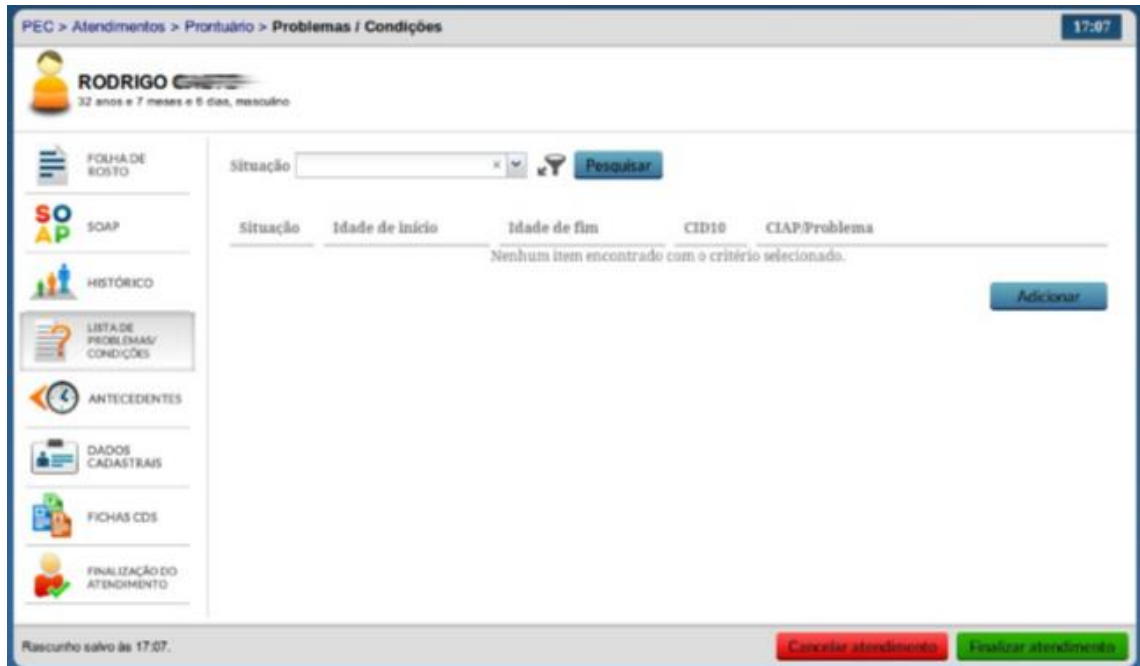 PEC > Atendimentos > Prontuário > Problemas / Condições
17:07
RODRIGO
32 anos e 7 meses e 6 dias, masculino
FOLHA DE
ROSTO
Situação
Pesquisar
SOAP
SOAP
Situação Idade de início Idade de fim CID10 CIAP/Problema
Nenhum item encontrado com o critério selecionado.
HISTÓRICO
Adicionar
LISTA DE
PROBLEMAS/
CONDIÇÕES
ANTECEDENTES
DADOS
CADASTRAIS
FICHAS CDS
FINALIZAÇÃO DO
ATENDIMENTO
Rascunho salvo às 17:07.
Cancelar atendimento
Finalizar atendimento